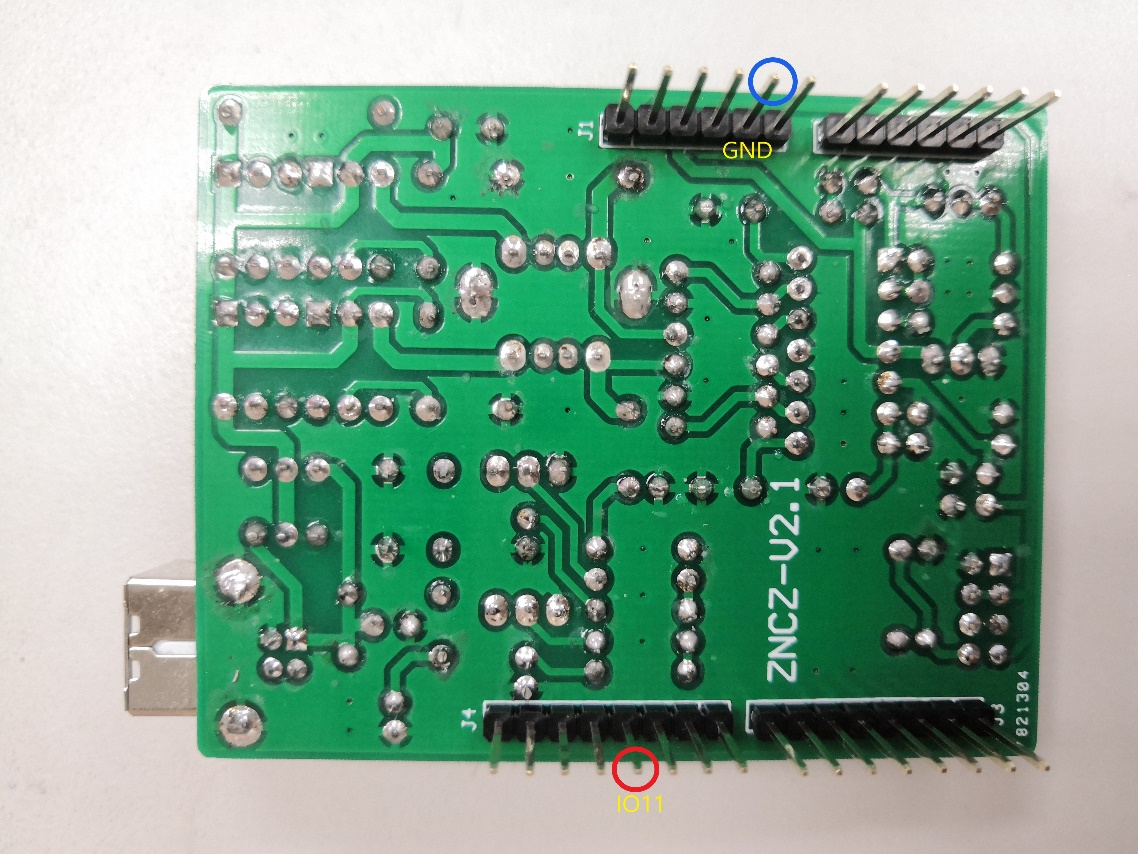 J1
GND
ZNCZ-V2.1
J4
J3
821304
IO11